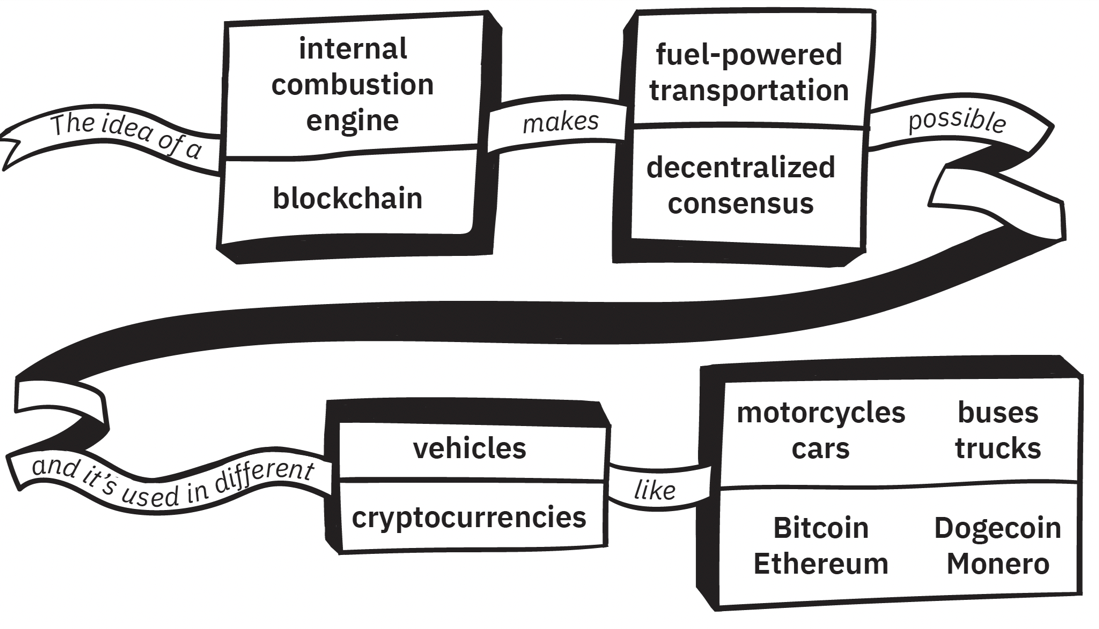 The idea of a
internal
combustion
engine
blockchain
makes
fuel-powered
transportation
decentralized
consensus
possible
and it's used in different
vehicles
cryptocurrencies
like
motorcycles buses
cars trucks
Bitcoin Dogecoin
Ethereum Monero